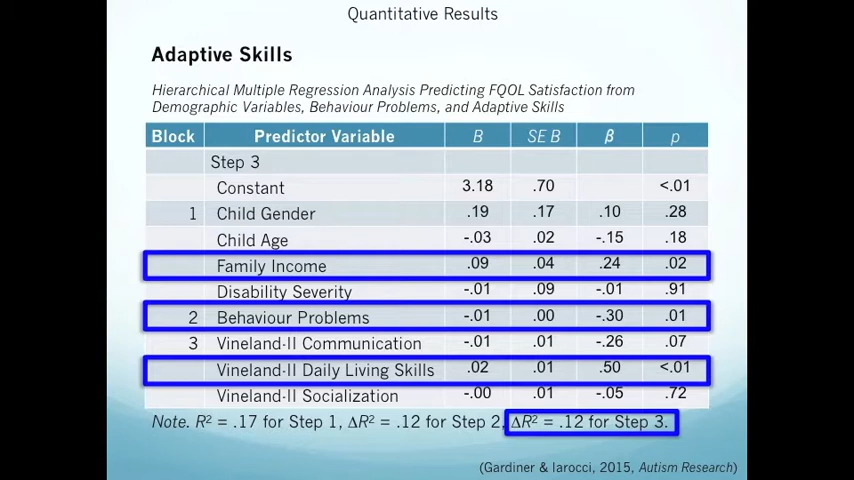 Quantitative Results
Adaptive Skills
Hierarchical Multiple Regression Analysis Predicting FQOL Satisfaction from
Demographic Variables, Behaviour Problems, and Adaptive Skills
Block Predictor Variable B SE B β p
Step 3
Constant 3.18 .70 <.01
1 Child Gender .19 .17 .10 .28
Child Age -.03 .02 -.15 .18
Family Income .09 .04 .24 .02
Disability Severity -.01 .09 -.01 .91
2 Behaviour Problems -.01 .00 -.30 .01
3 Vineland-II Communication -.01 .01 -.26 .07
Vineland-II Daily Living Skills .02 .01 .50 <.01
Vineland-II Socialization -.00 .01 -.05 .72
Note. R² = .17 for Step 1, ΔR² = .12 for Step 2, ΔR² = .12 for Step 3.
(Gardiner & Iarocci, 2015, Autism Research)